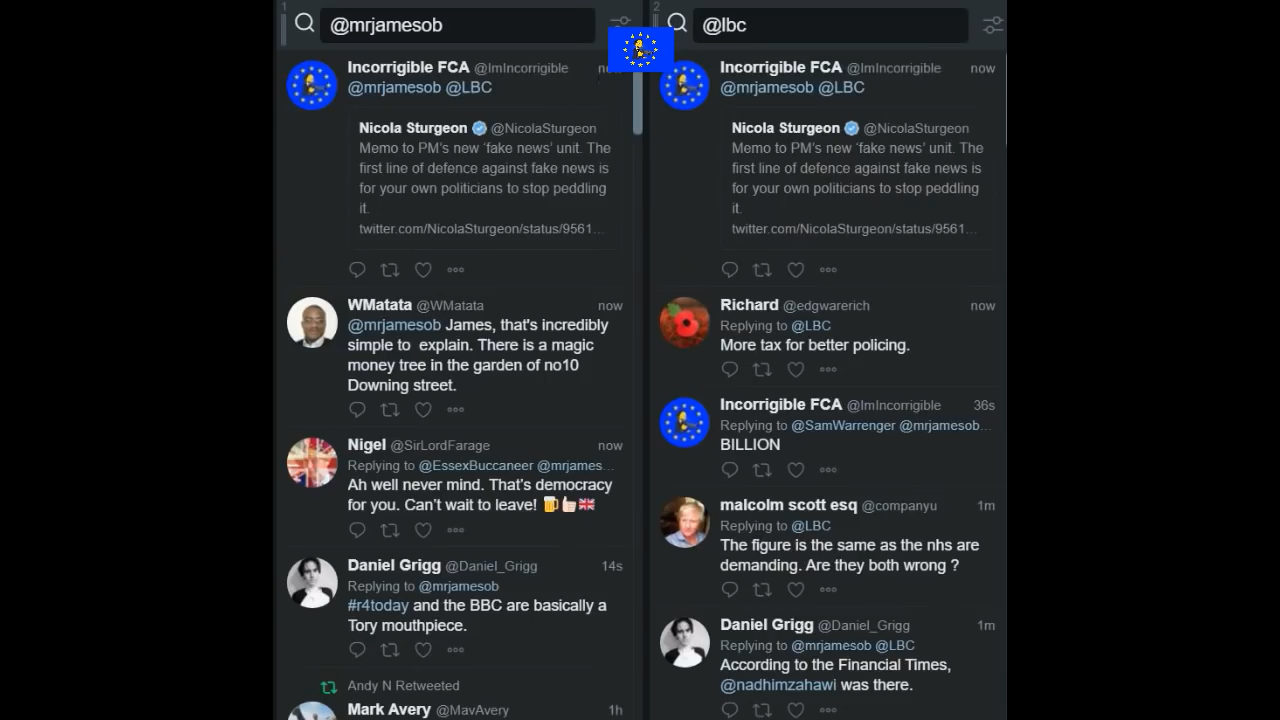 1
@mrjamesob
Incorrigible FCA @ImIncorrigible
@mrjamesob @LBC
Nicola Sturgeon @NicolaSturgeon
Memo to PM's new ‘fake news’ unit. The
first line of defence against fake news is
for your own politicians to stop peddling
it.
twitter.com/NicolaSturgeon/status/9561…
WMatata @WMatata now
@mrjamesob James, that's incredibly
simple to  explain. There is a magic
money tree in the garden of no10
Downing street.
Nigel @SirLordFarage now
Replying to @EssexBuccaneer @mrjames…
Ah well never mind. That’s democracy
for you. Can’t wait to leave! 🍺👍🏻🇬🇧
Daniel Grigg @Daniel_Grigg 14s
Replying to @mrjamesob
#r4today and the BBC are basically a
Tory mouthpiece.
Andy N Retweeted
Mark Avery @MavAvery 1h
2
@lbc
Incorrigible FCA @ImIncorrigible now
@mrjamesob @LBC
Nicola Sturgeon @NicolaSturgeon
Memo to PM's new ‘fake news’ unit. The
first line of defence against fake news is
for your own politicians to stop peddling
it.
twitter.com/NicolaSturgeon/status/9561…
Richard @edgwarerich now
Replying to @LBC
More tax for better policing.
Incorrigible FCA @ImIncorrigible 36s
Replying to @SamWarrenger @mrjamesob…
BILLION
malcolm scott esq @companyu 1m
Replying to @LBC
The figure is the same as the nhs are
demanding. Are they both wrong ?
Daniel Grigg @Daniel_Grigg 1m
Replying to @mrjamesob @LBC
According to the Financial Times,
@nadhimzahawi was there.